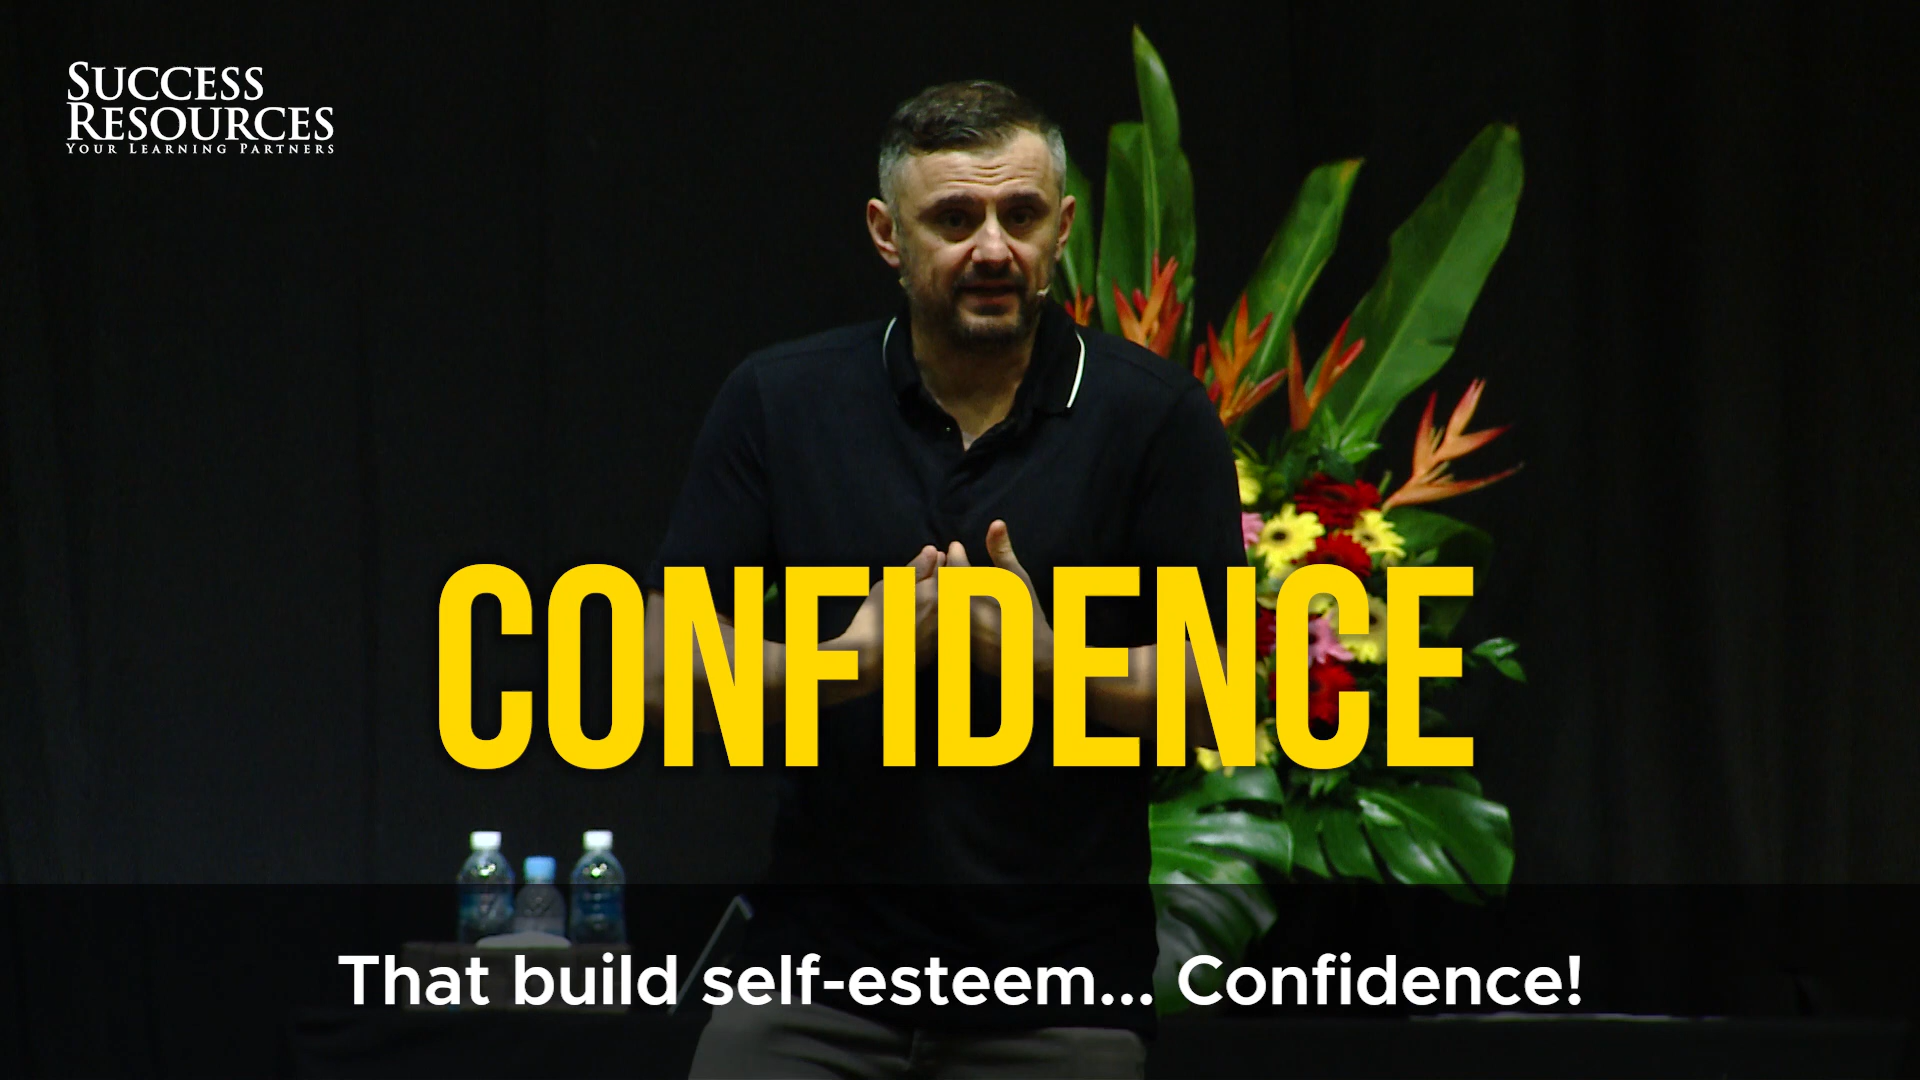 SUCCESS
RESOURCES
YOUR LEARNING PARTNERS
CONFIDENCE
That build self-esteem... Confidence!